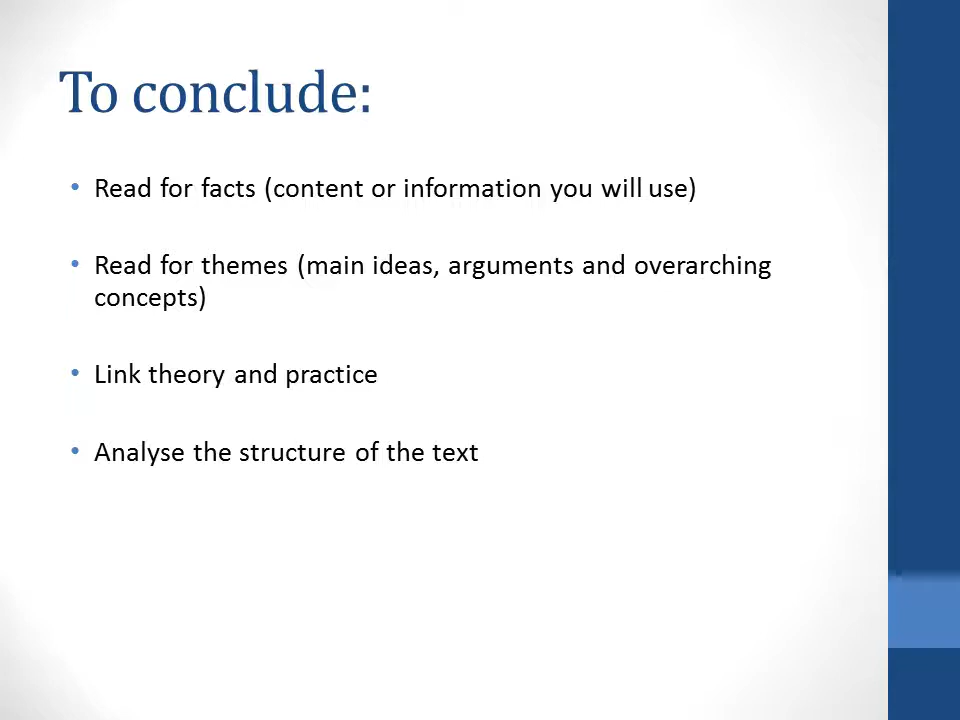 To conclude:
• Read for facts (content or information you will use)
• Read for themes (main ideas, arguments and overarching
concepts)
• Link theory and practice
• Analyse the structure of the text